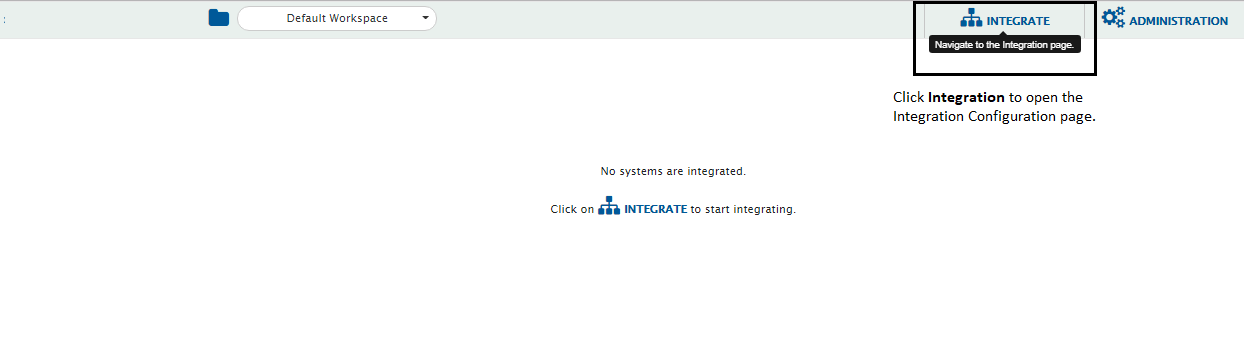 :
Default Workspace
INTEGRATE
ADMINISTRATION
Navigate to the Integration page.
Click Integration to open the
Integration Configuration page.
No systems are integrated.
Click on INTEGRATE to start integrating.